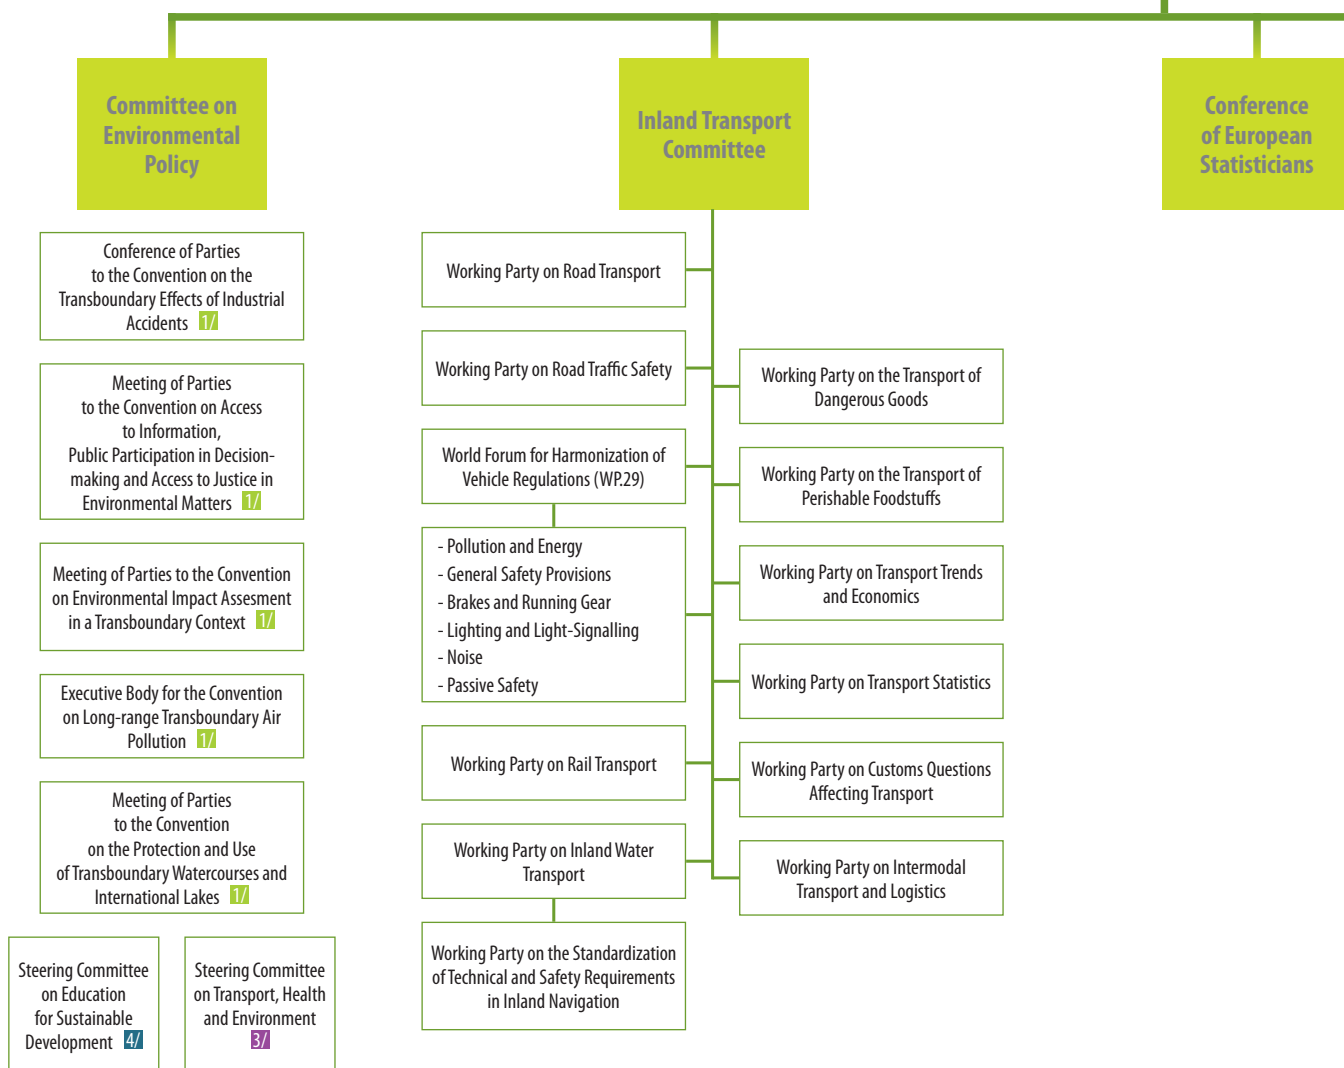 Committee on
Environmental
Policy
Inland Transport
Committee
Conference
of European
Statisticians
Conference of Parties
to the Convention on the
Transboundary Effects of Industrial
Accidents 1/
Meeting of Parties
to the Convention on Access
to Information,
Public Participation in Decision-
making and Access to Justice in
Environmental Matters 1/
Meeting of Parties to the Convention
on Environmental Impact Assesment
in a Transboundary Context 1/
Executive Body for the Convention
on Long-range Transboundary Air
Pollution 1/
Meeting of Parties
to the Convention
on the Protection and Use
of Transboundary Watercourses and
International Lakes 1/
Steering Committee
on Education
for Sustainable
Development 4/
Steering Committee
on Transport, Health
and Environment
3/
Working Party on Road Transport
Working Party on Road Traffic Safety
World Forum for Harmonization of
Vehicle Regulations (WP.29)
- Pollution and Energy
- General Safety Provisions
- Brakes and Running Gear
- Lighting and Light-Signalling
- Noise
- Passive Safety
Working Party on Rail Transport
Working Party on Inland Water
Transport
Working Party on the Standardization
of Technical and Safety Requirements
in Inland Navigation
Working Party on the Transport of
Dangerous Goods
Working Party on the Transport of
Perishable Foodstuffs
Working Party on Transport Trends
and Economics
Working Party on Transport Statistics
Working Party on Customs Questions
Affecting Transport
Working Party on Intermodal
Transport and Logistics